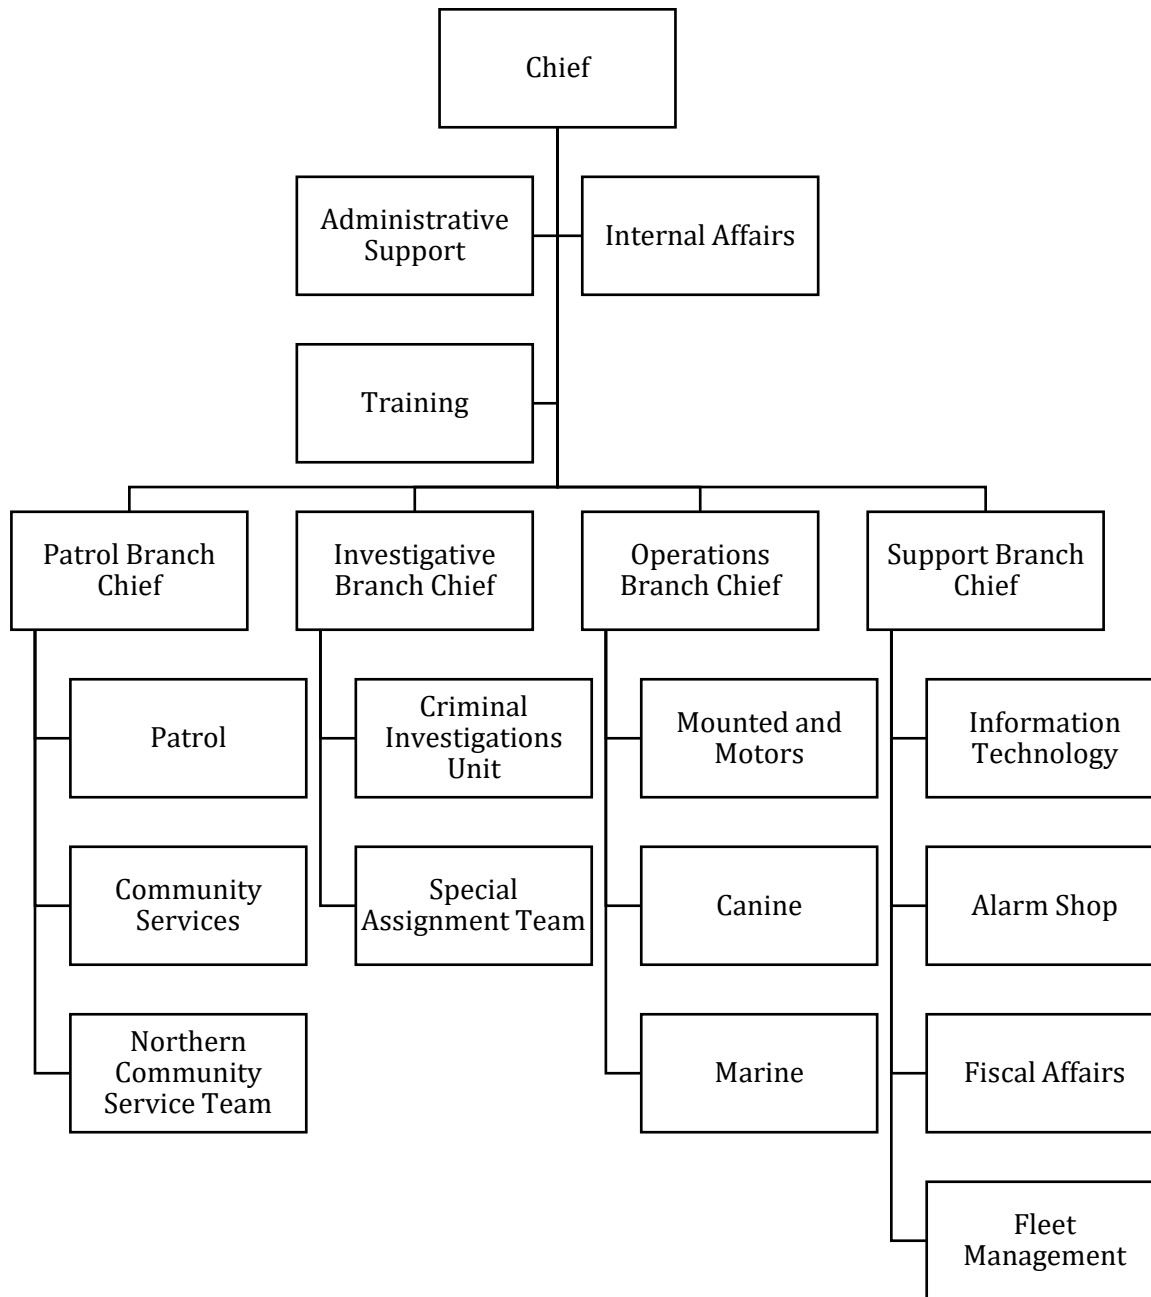 Chief
Administrative
Support
Internal Affairs
Training
Patrol Branch
Chief
Investigative
Branch Chief
Operations
Branch Chief
Support Branch
Chief
Patrol
Community
Services
Northern
Community
Service Team
Criminal
Investigations
Unit
Special
Assignment Team
Mounted and
Motors
Canine
Marine
Information
Technology
Alarm Shop
Fiscal Affairs
Fleet
Management